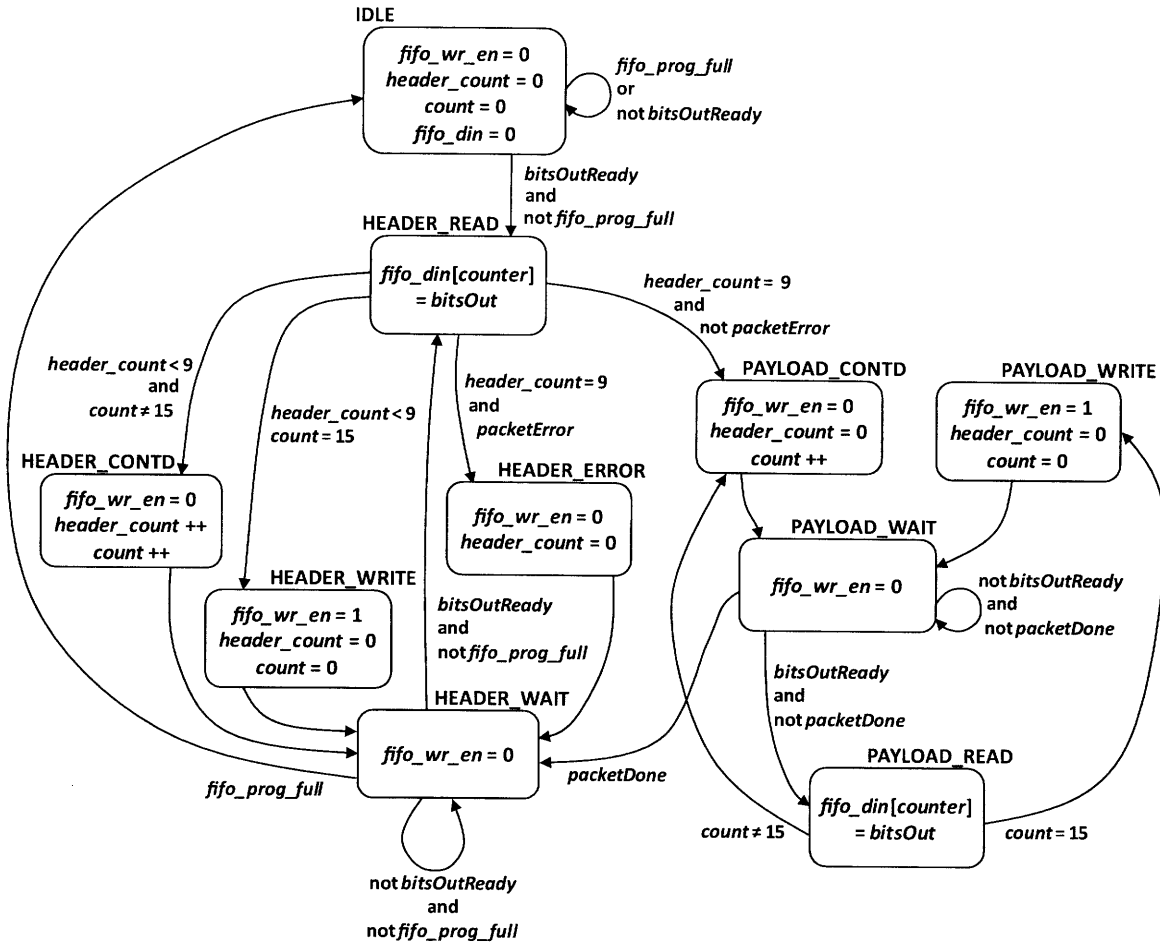 IDLE
fifo_wr_en = 0
header_count = 0
count = 0
fifo_din = 0
fifo_prog_full
or
not bitsOutReady
bitsOutReady
and
not fifo_prog_full
HEADER_READ
fifo_din[counter]
= bitsOut
header_count = 9
and
not packetError
header_count < 9
and
count ≠ 15
header_count < 9
count = 15
header_count = 9
and
packetError
PAYLOAD_CONTD
fifo_wr_en = 0
header_count = 0
count ++
PAYLOAD_WRITE
fifo_wr_en = 1
header_count = 0
count = 0
HEADER_CONTD
fifo_wr_en = 0
header_count ++
count ++
HEADER_ERROR
fifo_wr_en = 0
header_count = 0
PAYLOAD_WAIT
fifo_wr_en = 0
not bitsOutReady
and
not packetDone
HEADER_WRITE
fifo_wr_en = 1
header_count = 0
count = 0
bitsOutReady
and
not fifo_prog_full
bitsOutReady
and
not packetDone
HEADER_WAIT
fifo_wr_en = 0
fifo_prog_full
packetDone
PAYLOAD_READ
fifo_din[counter]
= bitsOut
count ≠ 15
count = 15
not bitsOutReady
and
not fifo_prog_full